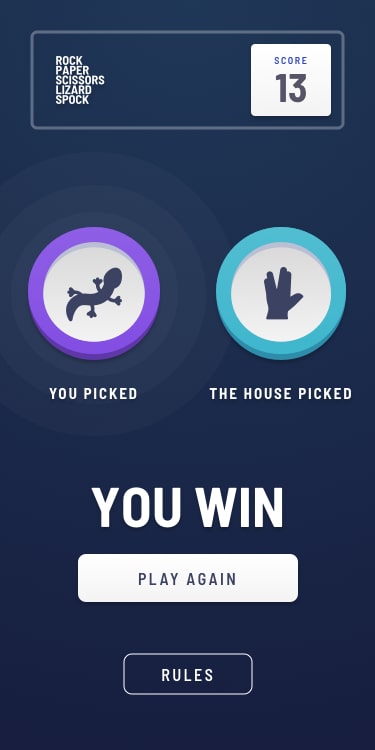 ROCK
PAPER
SCISSORS
LIZARD
SPOCK
SCORE
13
YOU PICKED
THE HOUSE PICKED
YOU WIN
PLAY AGAIN
RULES